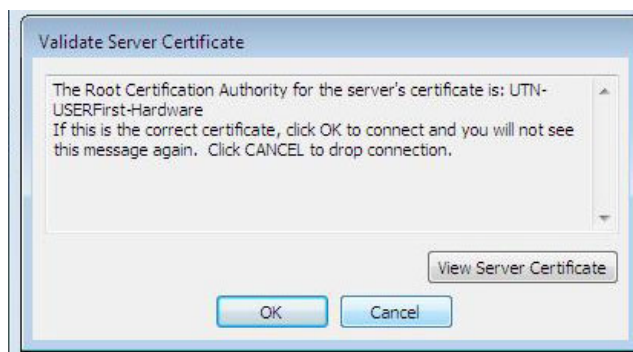 Validate Server Certificate
The Root Certification Authority for the server's certificate is: UTN-
USERFirst-Hardware
If this is the correct certificate, click OK to connect and you will not see
this message again.  Click CANCEL to drop connection.
View Server Certificate
OK
Cancel